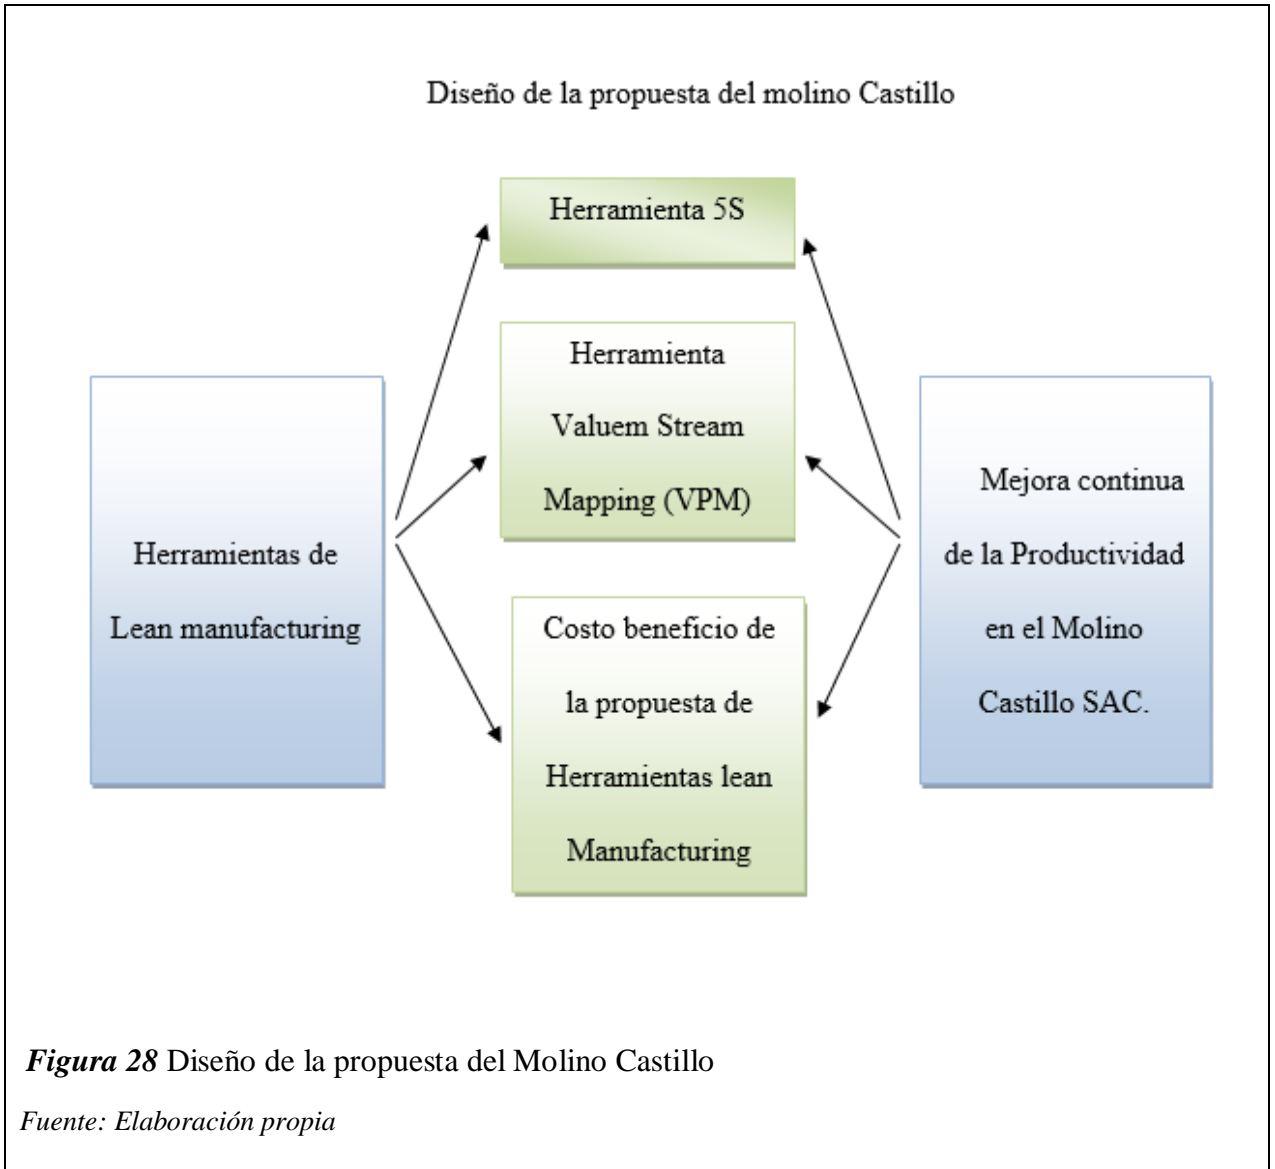 Diseño de la propuesta del molino Castillo
Herramienta 5S
Herramienta
Valuem Stream
Mapping (VPM)
Herramientas de
Lean manufacturing
Mejora continua
de la Productividad
en el Molino
Castillo SAC.
Costo beneficio de
la propuesta de
Herramientas lean
Manufacturing
Figura 28 Diseño de la propuesta del Molino Castillo
Fuente: Elaboración propia